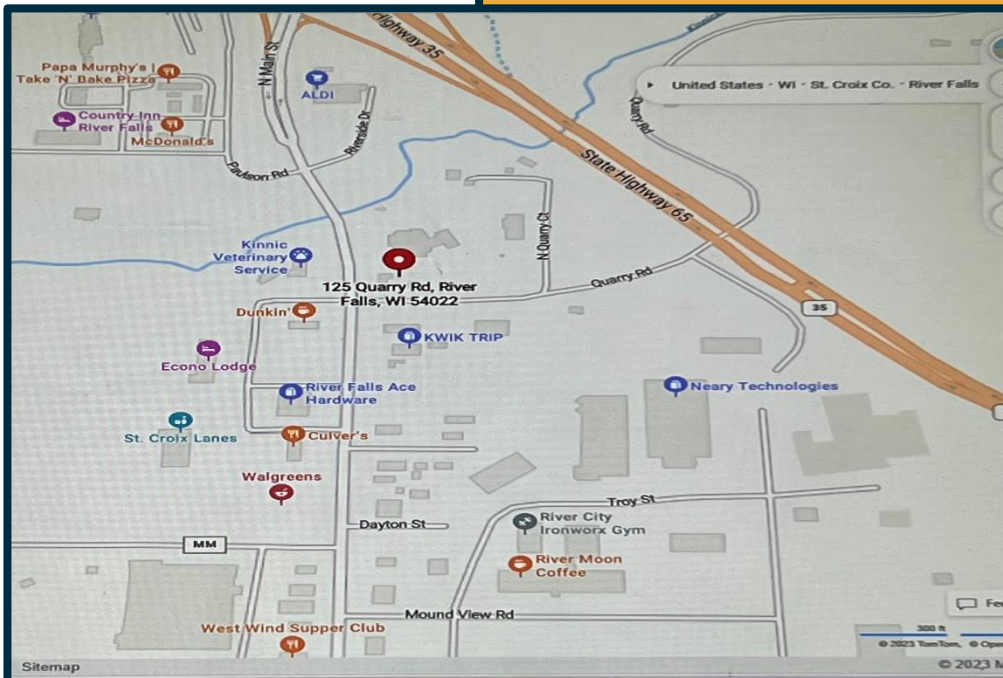 Highway 35
N Main St
Papa Murphy's |
Take 'N' Bake Pizza
ALDI
United States - WI - St. Croix Co. - River Falls
Country Inn
River Falls
McDonald's
Riverside Dr
Quarry Rd
Paulson Rd
State Highway 65
N Quarry Ct
Kinnic
Veterinary
Service
Quarry Rd
125 Quarry Rd, River
Falls, WI 54022
Dunkin'
35
KWIK TRIP
Econo Lodge
River Falls Ace
Hardware
Neary Technologies
St. Croix Lanes
Culver's
Walgreens
Troy St
River City
Ironworx Gym
Dayton St
MM
River Moon
Coffee
Mound View Rd
West Wind Supper Club
300 ft
© 2023 TomTom, ©
Sitemap
© 2023